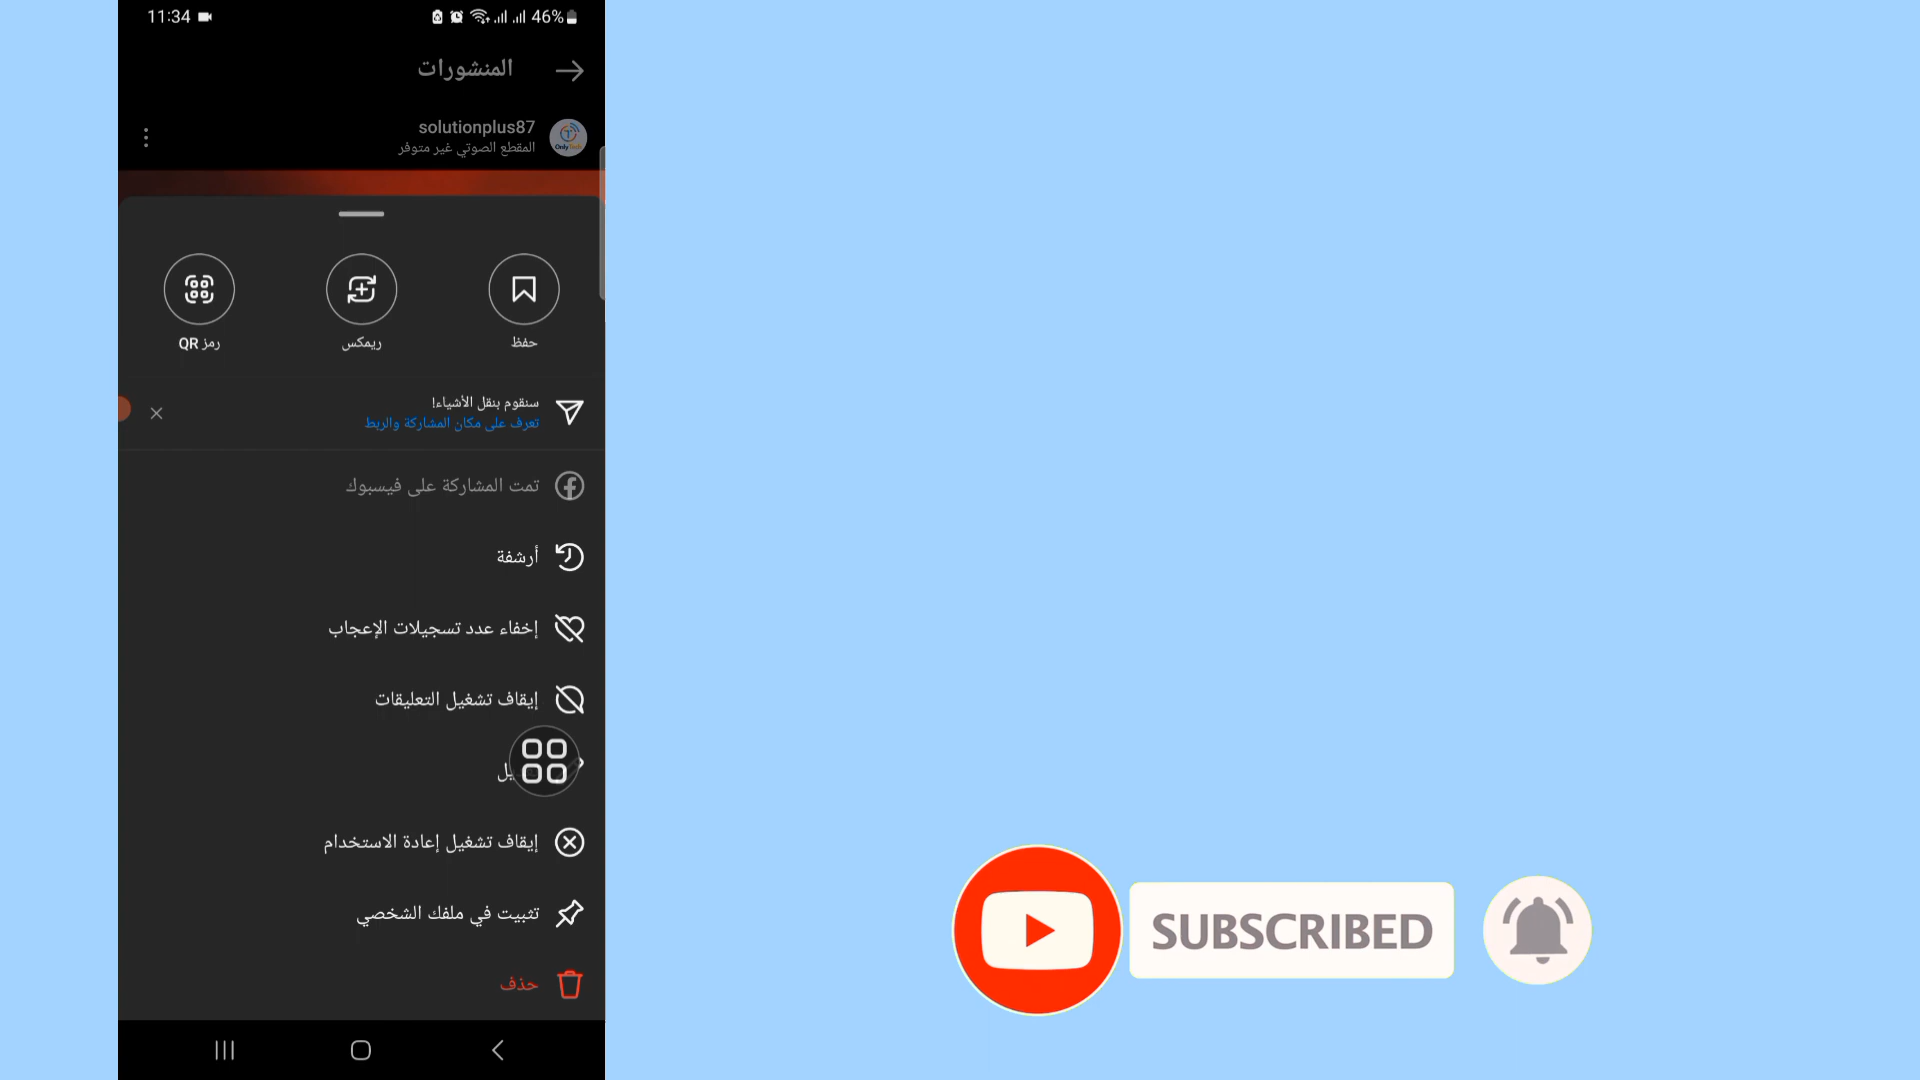 11:34
46%
المنشورات
solutionplus87
المقطع الصوتي غير متوفر
حفظ
ريمكس
رمز QR
سنقوم بنقل الأشياء!
تعرف على مكان المشاركة والربط
تمت المشاركة على فيسبوك
أرشفة
إخفاء عدد تسجيلات الإعجاب
إيقاف تشغيل التعليقات
إيقاف تشغيل إعادة الاستخدام
تثبيت في ملفك الشخصي
حذف
SUBSCRIBED